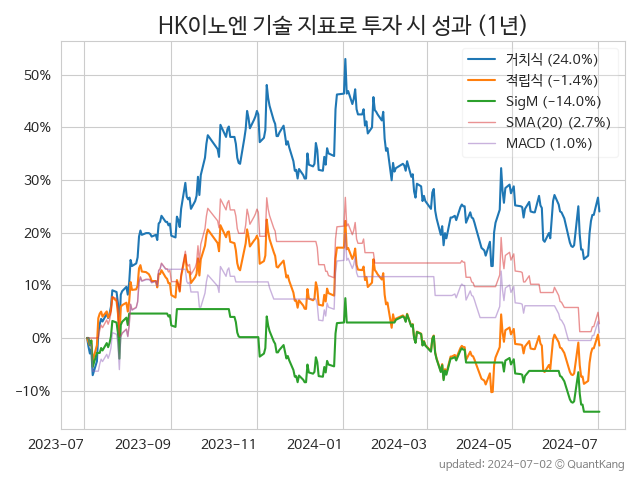 HK이노엔 기술 지표로 투자 시 성과 (1년)
거치식 (24.0%)
적립식 (−1.4%)
SigM (−14.0%)
SMA(20) (2.7%)
MACD (1.0%)
50%
40%
30%
20%
10%
0%
−10%
2023-07 2023-09 2023-11 2024-01 2024-03 2024-05 2024-07
updated: 2024-07-02 © QuantKang